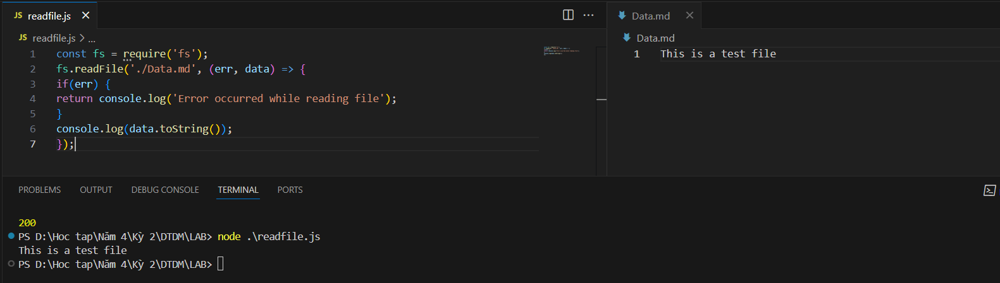 JS readfile.js ×
JS readfile.js > ...
1 const fs = require('fs');
2 fs.readFile('./Data.md', (err, data) => {
3 if(err) {
4 return console.log('Error occurred while reading file');
5 }
6 console.log(data.toString());
7 });
Data.md ×
Data.md
1 This is a test file
PROBLEMS OUTPUT DEBUG CONSOLE TERMINAL PORTS
200
PS D:\Hoc tap\Năm 4\Kỳ 2\DTDM\LAB> node .\readfile.js
This is a test file
PS D:\Hoc tap\Năm 4\Kỳ 2\DTDM\LAB>